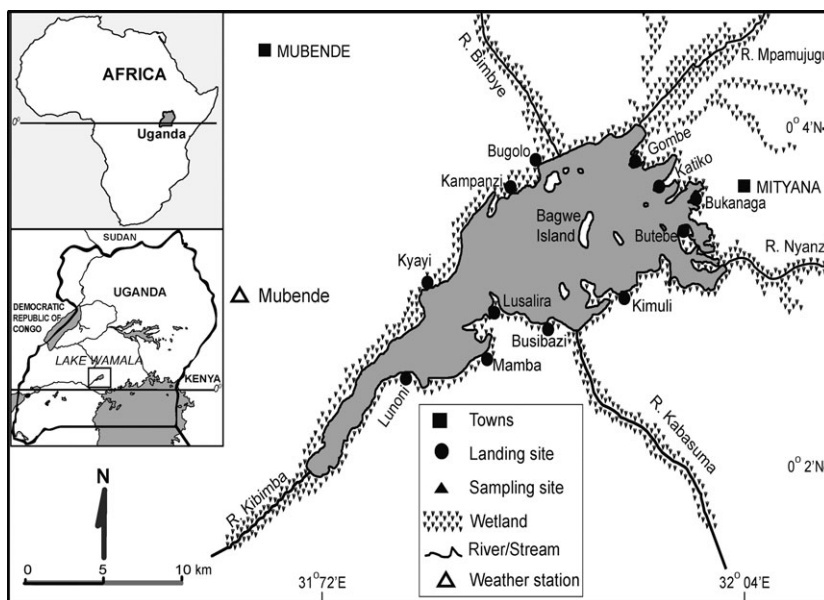 AFRICA
0°
Uganda
SUDAN
UGANDA
DEMOCRATIC
REPUBLIC OF
CONGO
LAKE WAMALA
KENYA
0°
N
0 5 10 km
MUBENDE
R. Bimbye
R. Mpamujugu
0° 4'N
Bugolo
Gombe
Kampanzi
Katiko
MITYANA
Bukanaga
Bagwe
Island
Butebe
R. Nyanz
Kyayi
Mubende
Lusalira
Kimuli
Busibazi
Mamba
Lunoni
R. Kabasuma
0° 2'N
R. Kibimba
Towns
Landing site
Sampling site
Wetland
River/Stream
Weather station
31°72'E
32°04'E